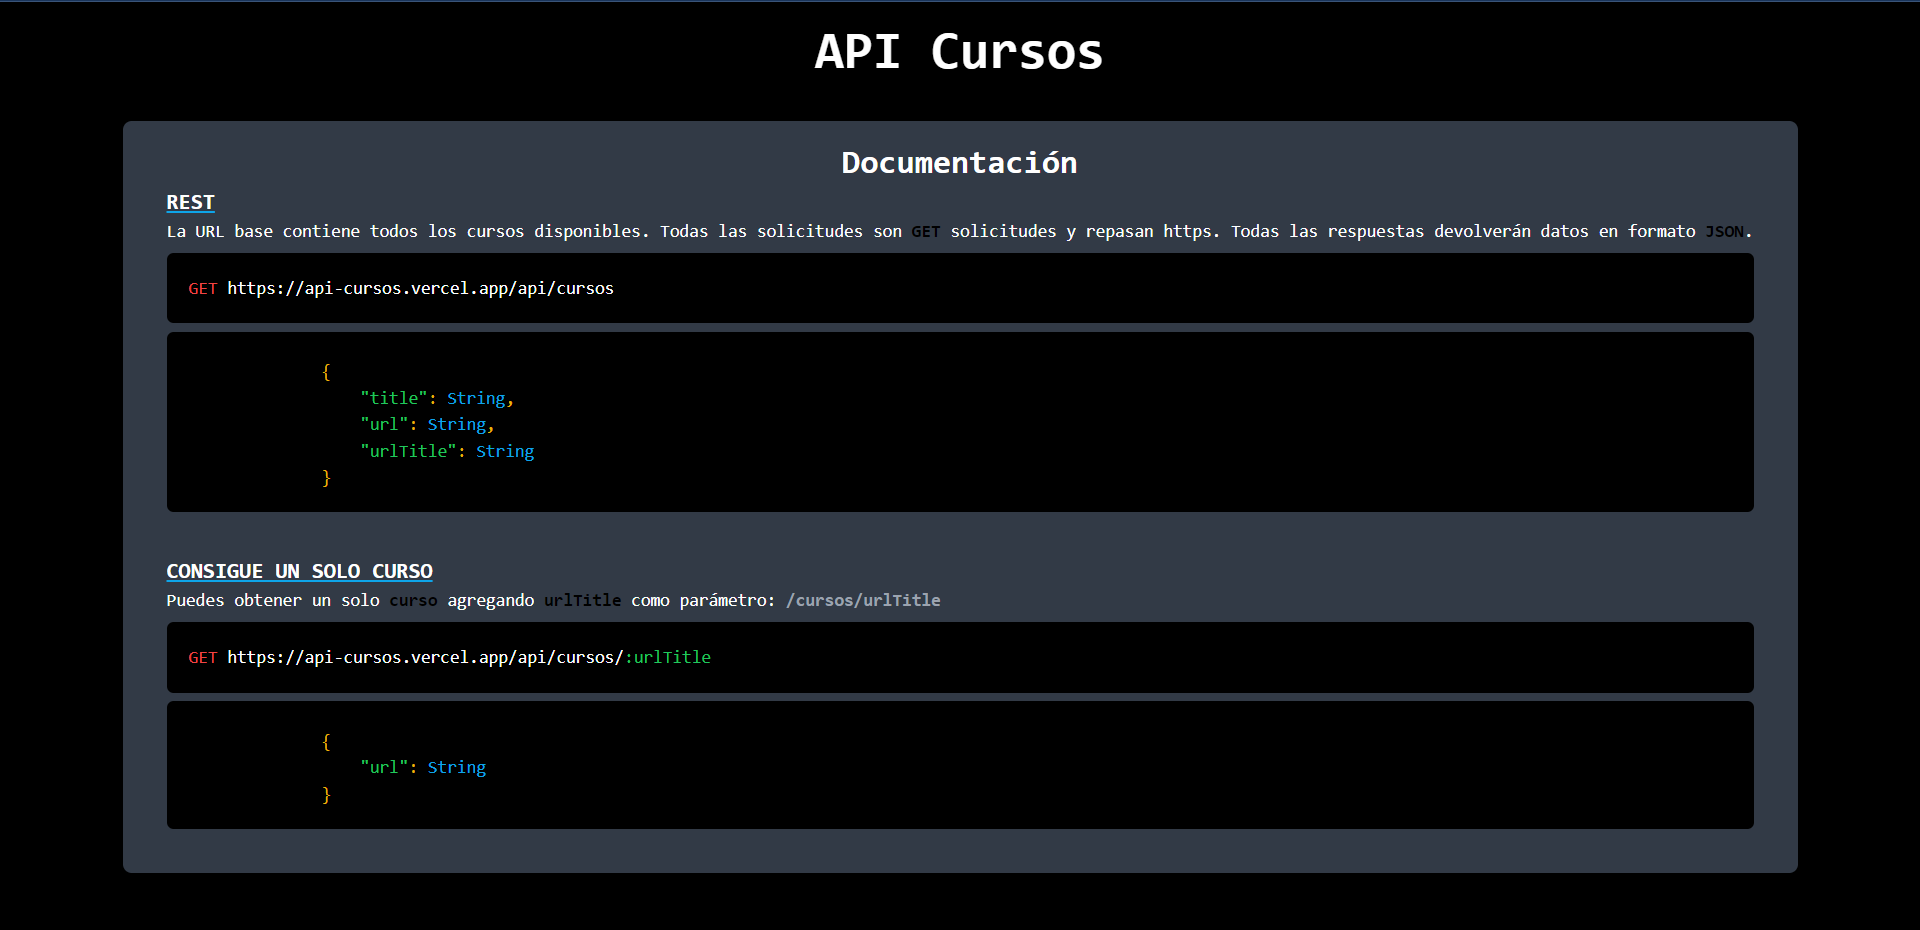 API Cursos
Documentación
REST
La URL base contiene todos los cursos disponibles. Todas las solicitudes son GET solicitudes y repasan https. Todas las respuestas devolverán datos en formato JSON.
GET https://api-cursos.vercel.app/api/cursos
{
"title": String,
"url": String,
"urlTitle": String
}
CONSIGUE UN SOLO CURSO
Puedes obtener un solo curso agregando urlTitle como parámetro: /cursos/urlTitle
GET https://api-cursos.vercel.app/api/cursos/:urlTitle
{
"url": String
}